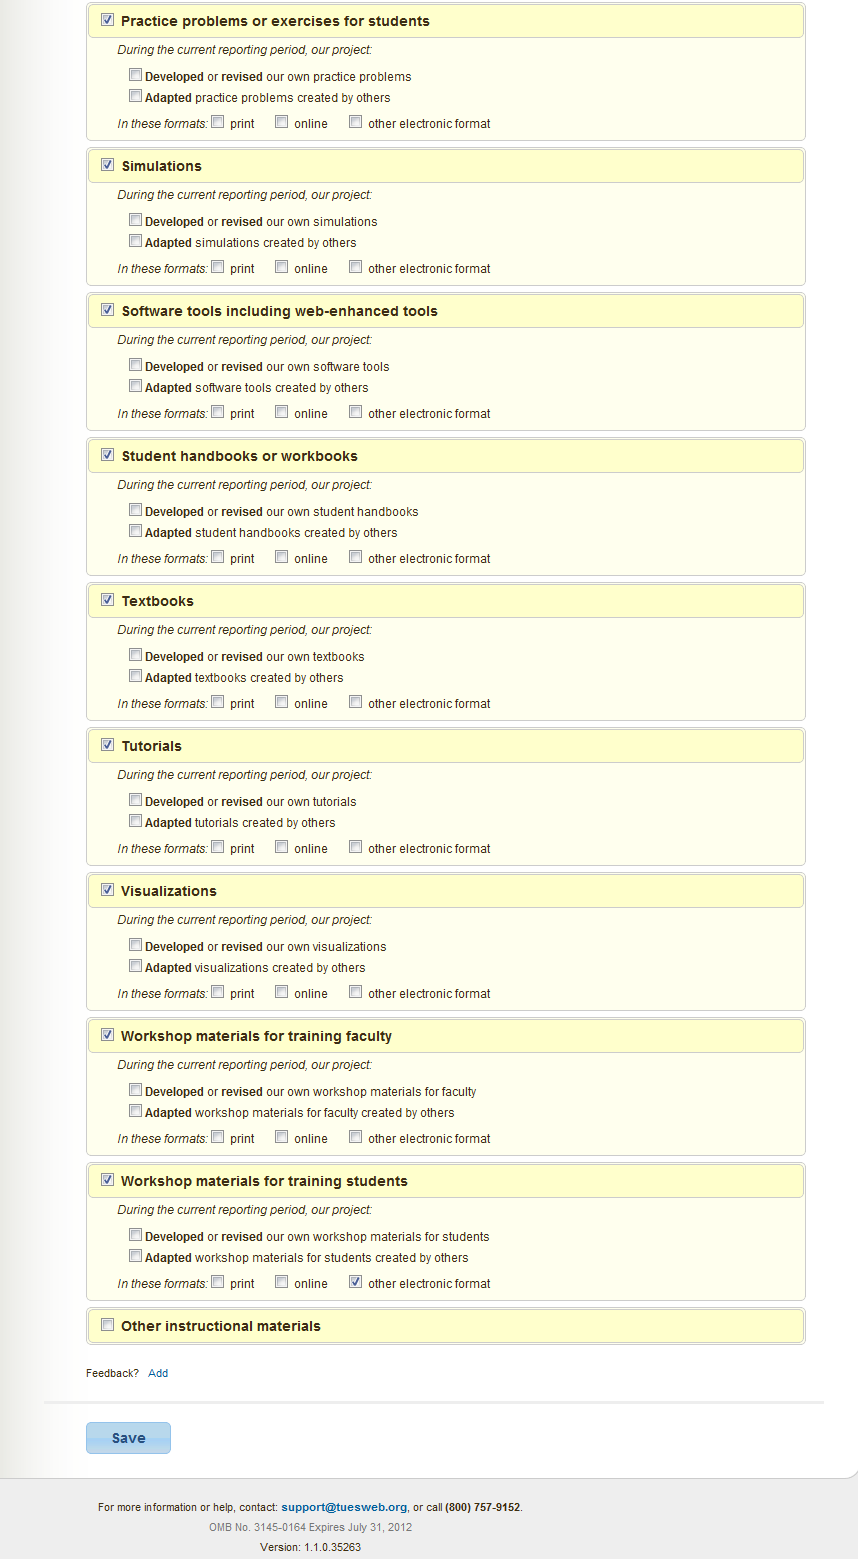 Practice problems or exercises for students
During the current reporting period, our project:
Developed or revised our own practice problems
Adapted practice problems created by others
In these formats: print online other electronic format
Simulations
During the current reporting period, our project:
Developed or revised our own simulations
Adapted simulations created by others
In these formats: print online other electronic format
Software tools including web-enhanced tools
During the current reporting period, our project:
Developed or revised our own software tools
Adapted software tools created by others
In these formats: print online other electronic format
Student handbooks or workbooks
During the current reporting period, our project:
Developed or revised our own student handbooks
Adapted student handbooks created by others
In these formats: print online other electronic format
Textbooks
During the current reporting period, our project:
Developed or revised our own textbooks
Adapted textbooks created by others
In these formats: print online other electronic format
Tutorials
During the current reporting period, our project:
Developed or revised our own tutorials
Adapted tutorials created by others
In these formats: print online other electronic format
Visualizations
During the current reporting period, our project:
Developed or revised our own visualizations
Adapted visualizations created by others
In these formats: print online other electronic format
Workshop materials for training faculty
During the current reporting period, our project:
Developed or revised our own workshop materials for faculty
Adapted workshop materials for faculty created by others
In these formats: print online other electronic format
Workshop materials for training students
During the current reporting period, our project:
Developed or revised our own workshop materials for students
Adapted workshop materials for students created by others
In these formats: print online other electronic format
Other instructional materials
Feedback? Add
Save
For more information or help, contact: support@tuesweb.org, or call (800) 757-9152.
OMB No. 3145-0164 Expires July 31, 2012
Version: 1.1.0.35263